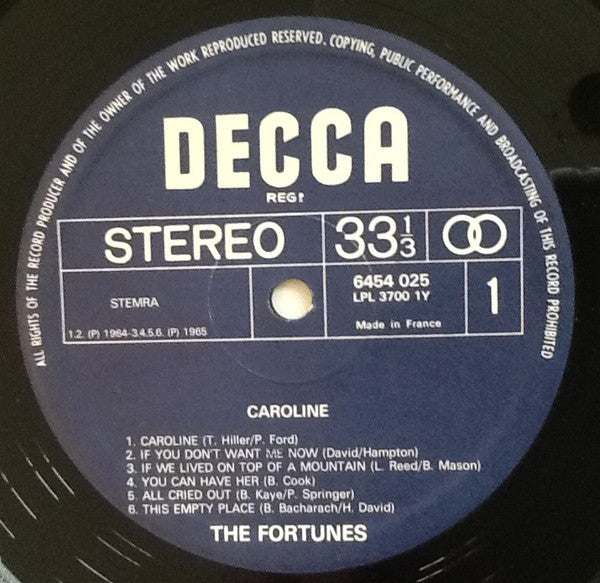 ALL RIGHTS OF THE RECORD PRODUCER AND OF THE OWNER OF THE WORK REPRODUCED RESERVED. COPYING, PUBLIC PERFORMANCE AND BROADCASTING OF THIS RECORD PROHIBITED
DECCA
REGD
STEREO 33 1/3
6454 025
LPL 3700 1Y
STEMRA
1
1.2. (P) 1964-3.4.5.6. (P) 1965
Made in France
CAROLINE
1. CAROLINE (T. Hiller/P. Ford)
2. IF YOU DON'T WANT ME NOW (David/Hampton)
3. IF WE LIVED ON TOP OF A MOUNTAIN (L. Reed/B. Mason)
4. YOU CAN HAVE HER (B. Cook)
5. ALL CRIED OUT (B. Kaye/P. Springer)
6. THIS EMPTY PLACE (B. Bacharach/H. David)
THE FORTUNES